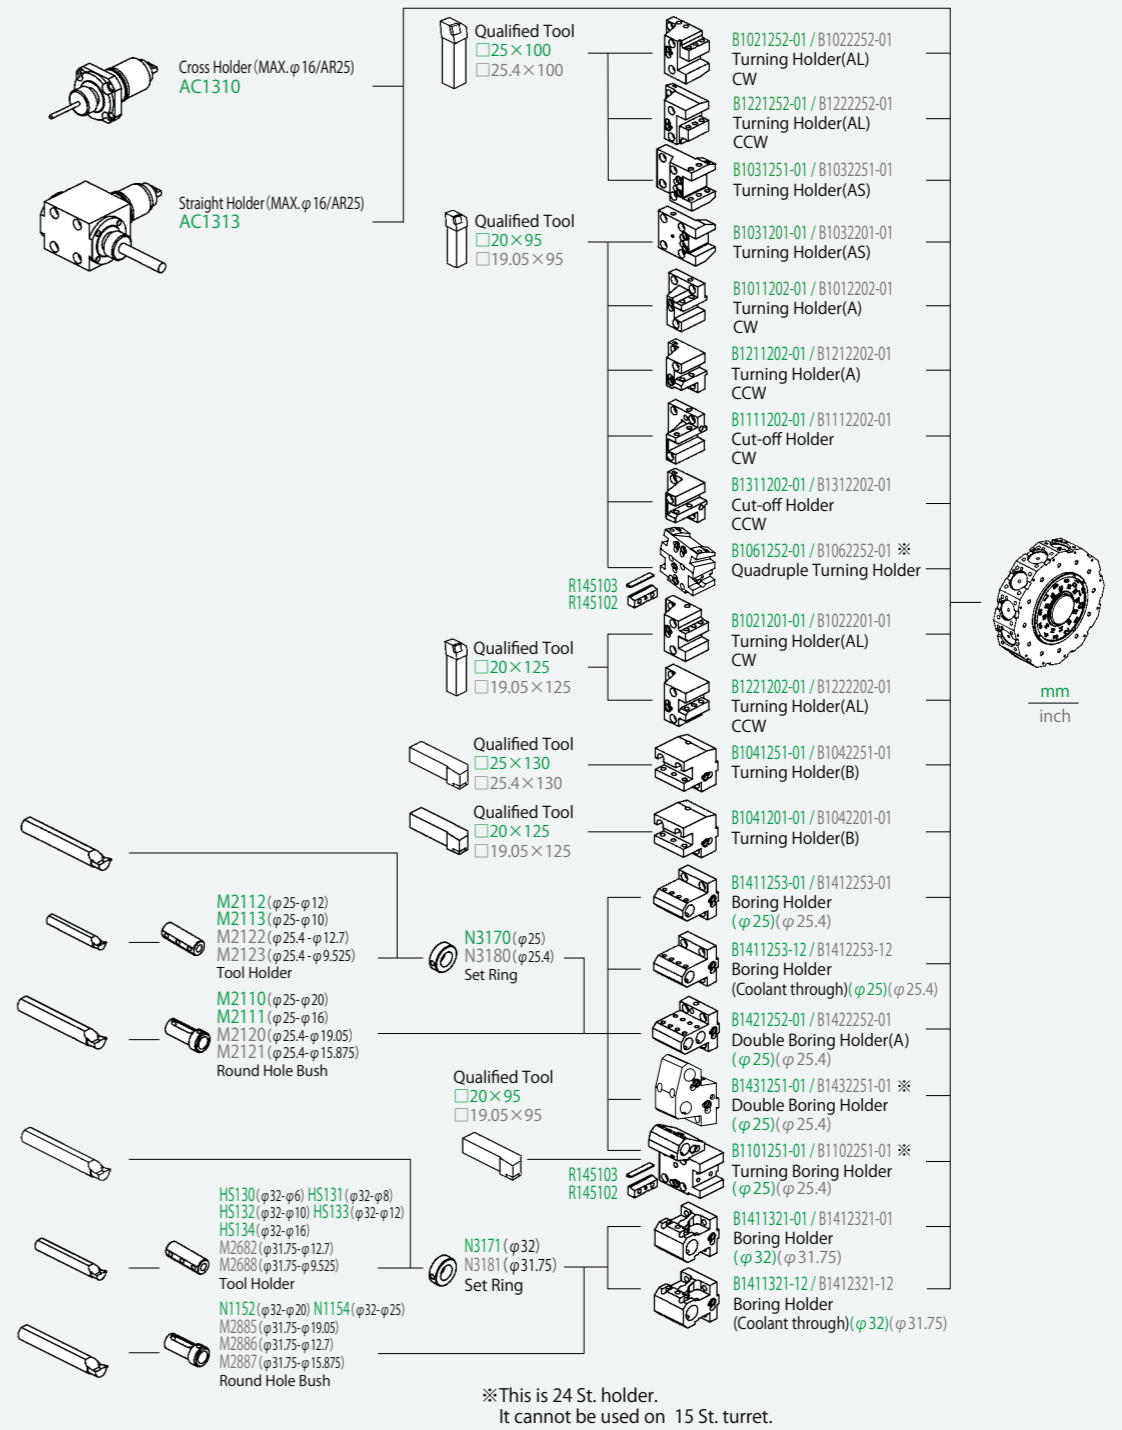 Cross Holder (MAX. φ 16/AR25)
AC1310
Straight Holder (MAX. φ 16/AR25)
AC1313
Qualified Tool
□25×100
□25.4×100
B1021252-01 / B1022252-01
Turning Holder(AL)
CW
B1221252-01 / B1222252-01
Turning Holder(AL)
CCW
B1031251-01 / B1032251-01
Turning Holder(AS)
Qualified Tool
□20×95
□19.05×95
B1031201-01 / B1032201-01
Turning Holder(AS)
B1011202-01 / B1012202-01
Turning Holder(A)
CW
B1211202-01 / B1212202-01
Turning Holder(A)
CCW
B1111202-01 / B1112202-01
Cut-off Holder
CW
B1311202-01 / B1312202-01
Cut-off Holder
CCW
B1061252-01 / B1062252-01 ※
Quadruple Turning Holder
R145103
R145102
Qualified Tool
□20×125
□19.05×125
B1021201-01 / B1022201-01
Turning Holder(AL)
CW
B1221202-01 / B1222202-01
Turning Holder(AL)
CCW
mm
inch
Qualified Tool
□25×130
□25.4×130
B1041251-01 / B1042251-01
Turning Holder(B)
Qualified Tool
□20×125
□19.05×125
B1041201-01 / B1042201-01
Turning Holder(B)
M2112 (φ25-φ12)
M2113 (φ25-φ10)
M2122 (φ25.4 -φ12.7)
M2123 (φ25.4 -φ9.525)
Tool Holder
N3170 (φ25)
N3180 (φ25.4)
Set Ring
M2110 (φ25-φ20)
M2111 (φ25-φ16)
M2120 (φ25.4-φ19.05)
M2121 (φ25.4-φ15.875)
Round Hole Bush
B1411253-01 / B1412253-01
Boring Holder
(φ25)(φ25.4)
B1411253-12 / B1412253-12
Boring Holder
(Coolant through)(φ25)(φ25.4)
B1421252-01 / B1422252-01
Double Boring Holder(A)
(φ25)(φ25.4)
B1431251-01 / B1432251-01 ※
Double Boring Holder
(φ25)(φ25.4)
Qualified Tool
□20×95
□19.05×95
R145103
R145102
B1101251-01 / B1102251-01 ※
Turning Boring Holder
(φ25)(φ25.4)
HS130 (φ32-φ6) HS131 (φ32-φ8)
HS132 (φ32-φ10) HS133 (φ32-φ12)
HS134 (φ32-φ16)
M2682 (φ31.75-φ12.7)
M2688 (φ31.75-φ9.525)
Tool Holder
N3171 (φ32)
N3181 (φ31.75)
Set Ring
N1152 (φ32-φ20) N1154 (φ32-φ25)
M2885 (φ31.75-φ19.05)
M2886 (φ31.75-φ12.7)
M2887 (φ31.75-φ15.875)
Round Hole Bush
B1411321-01 / B1412321-01
Boring Holder
(φ32)(φ31.75)
B1411321-12 / B1412321-12
Boring Holder
(Coolant through)(φ32)(φ31.75)
※This is 24 St. holder.
It cannot be used on 15 St. turret.